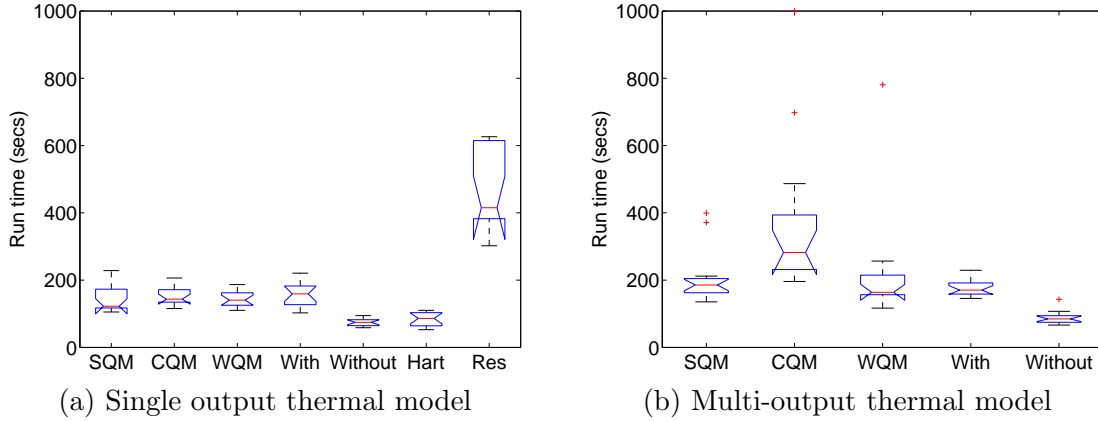 1000
800
600
400
200
0
Run time (secs)
SQM CQM WQM With Without Hart Res
(a) Single output thermal model
1000
800
600
400
200
0
Run time (secs)
SQM CQM WQM With Without
(b) Multi-output thermal model